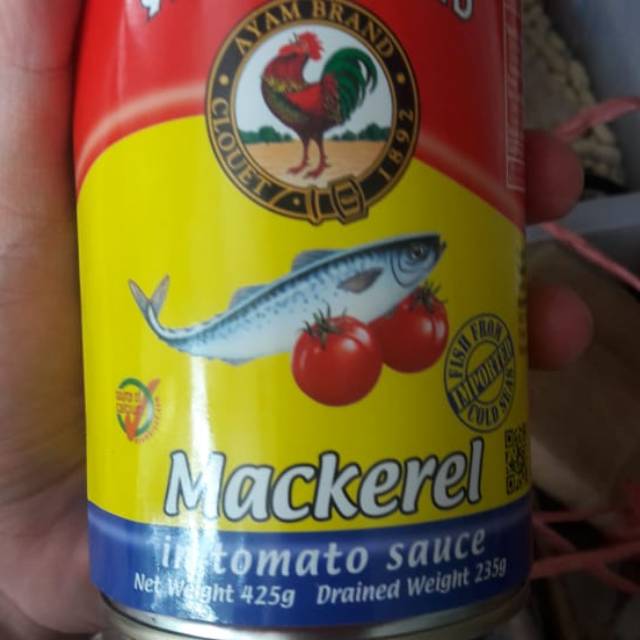 AYAM BRAND
CLOUET 1892
FISH FROM
IMPORTED
COLD SEAS
Mackerel
in tomato sauce
Net Weight 425g Drained Weight 235g